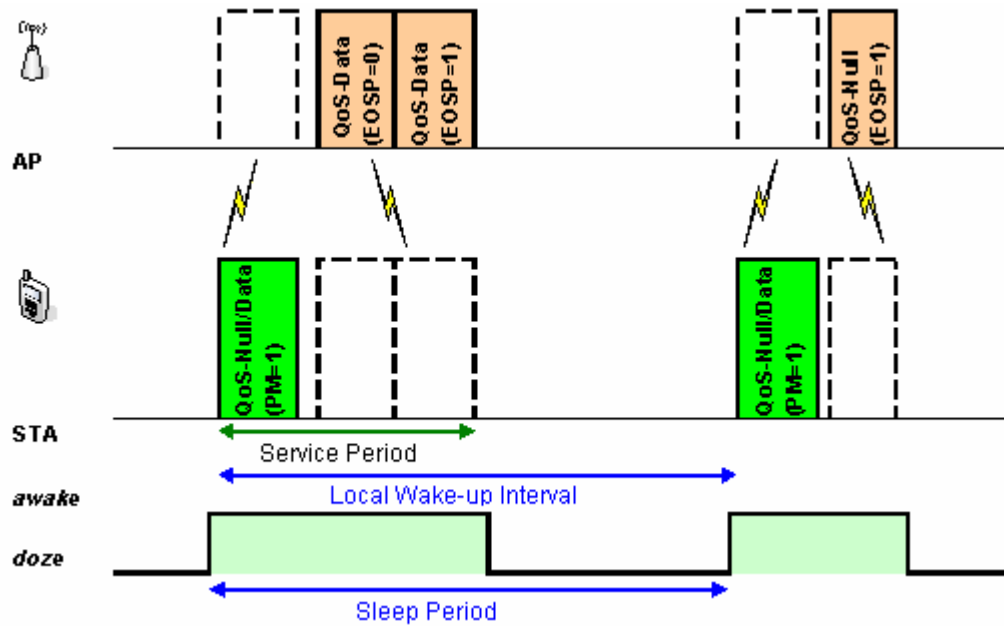 QoS-Data
(EOSP=0)
QoS-Data
(EOSP=1)
QoS-Null
(EOSP=1)
AP
QoS-Null/Data
(PM=1)
QoS-Null/Data
(PM=1)
STA
Service Period
Local Wake-up Interval
awake
doze
Sleep Period